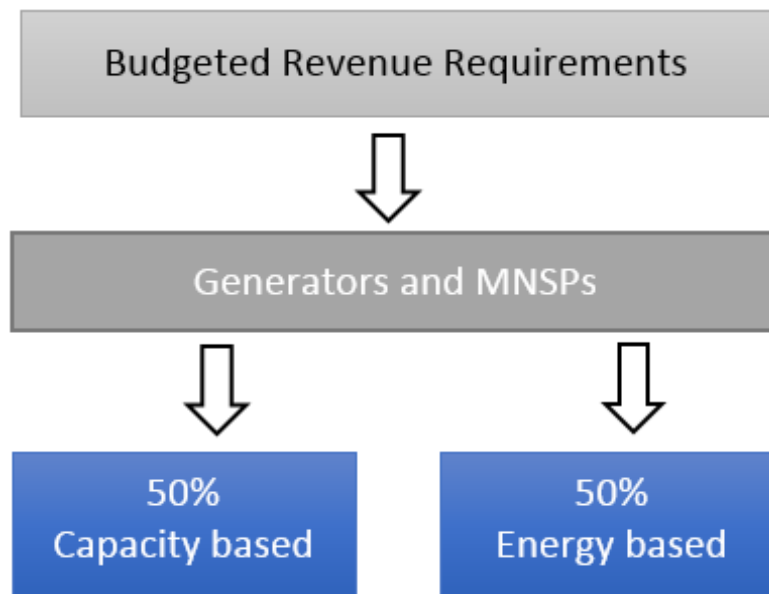 Budgeted Revenue Requirements
Generators and MNSPs
50%
Capacity based
50%
Energy based